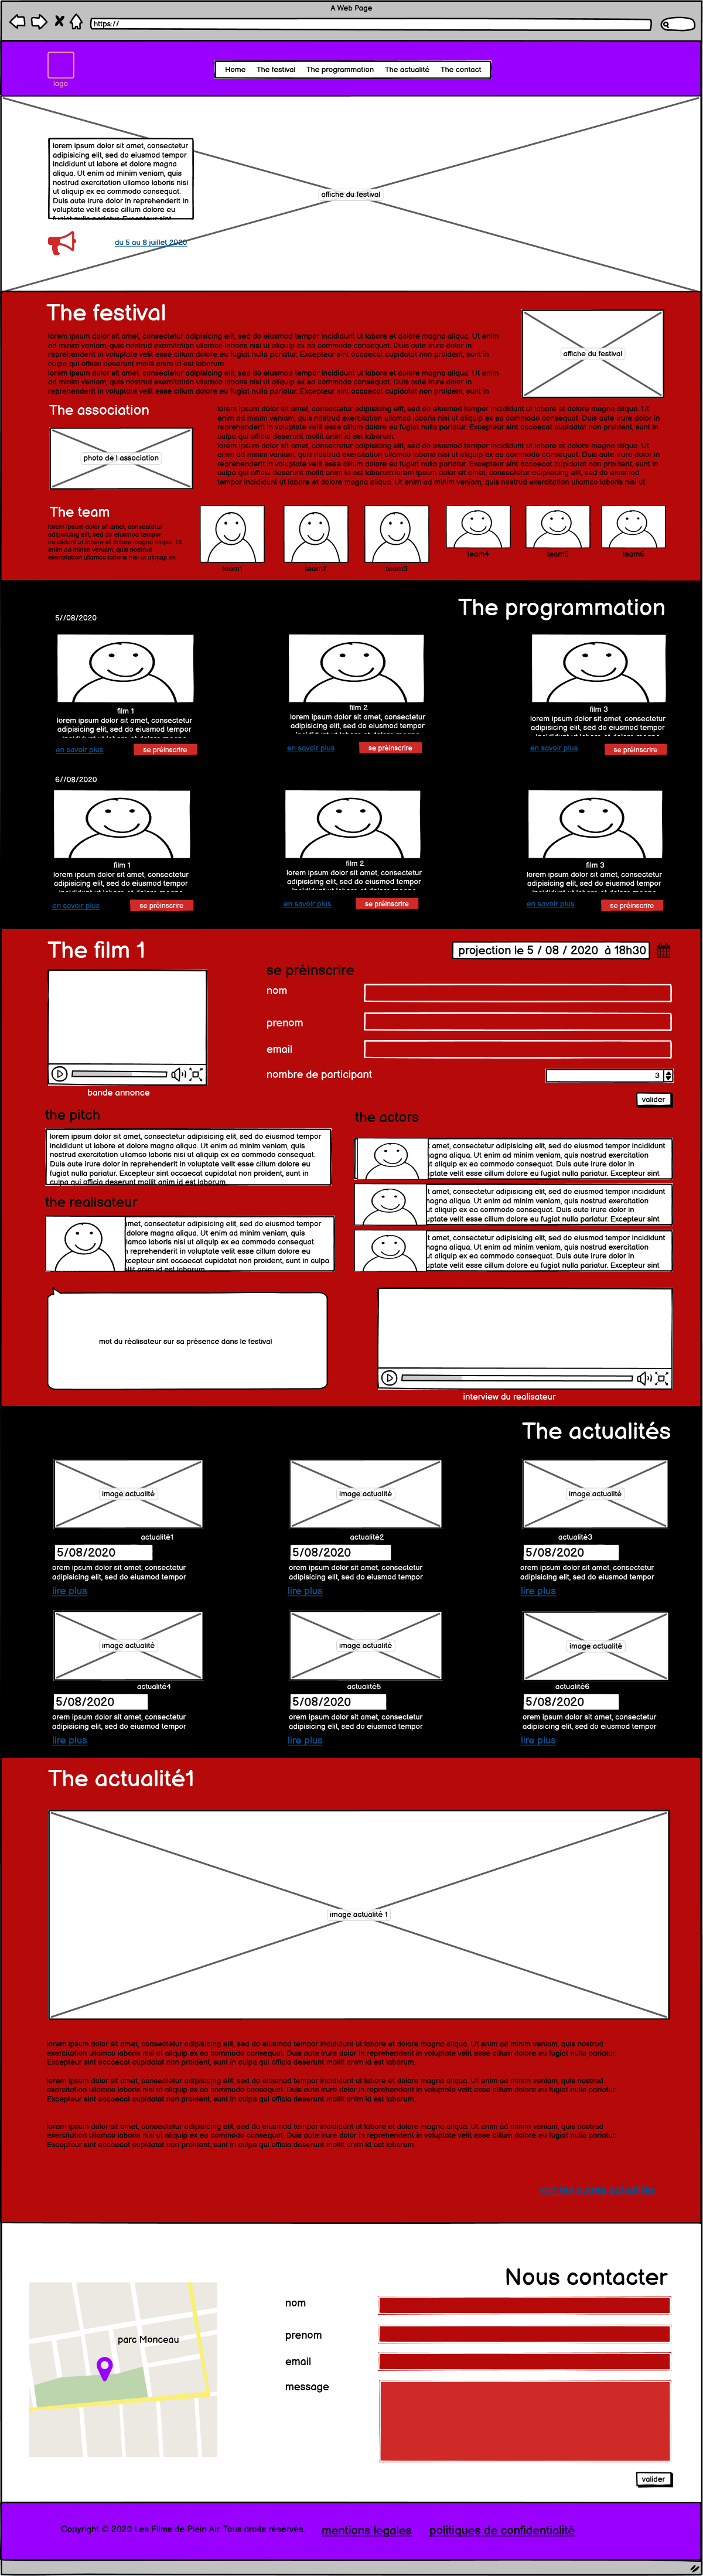 A Web Page
https://
logo
Home The festival The programmation The actualité The contact
lorem ipsum dolor sit amet, consectetur
adipisicing elit, sed do eiusmod tempor
incididunt ut labore et dolore magna
aliqua. Ut enim ad minim veniam, quis
nostrud exercitation ullamco laboris nisi
ut aliquip ex ea commodo consequat.
Duis aute irure dolor in reprehenderit in
voluptate velit esse cillum dolore eu
affiche du festival
du 5 au 8 juillet 2020
The festival
lorem ipsum dolor sit amet, consectetur adipisicing elit, sed do eiusmod tempor incididunt ut labore et dolore magna aliqua. Ut enim
ad minim veniam, quis nostrud exercitation ullamco laboris nisi ut aliquip ex ea commodo consequat. Duis aute irure dolor in
reprehenderit in voluptate velit esse cillum dolore eu fugiat nulla pariatur. Excepteur sint occaecat cupidatat non proident, sunt in
culpa qui officia deserunt mollit anim id est laborum.
lorem ipsum dolor sit amet, consectetur adipisicing elit, sed do eiusmod tempor incididunt ut labore et dolore magna aliqua. Ut enim
ad minim veniam, quis nostrud exercitation ullamco laboris nisi ut aliquip ex ea commodo consequat. Duis aute irure dolor in
reprehenderit in voluptate velit esse cillum dolore eu fugiat nulla pariatur. Excepteur sint occaecat cupidatat non proident, sunt in
affiche du festival
The association
photo de l association
lorem ipsum dolor sit amet, consectetur adipisicing elit, sed do eiusmod tempor incididunt ut labore et dolore magna aliqua. Ut
enim ad minim veniam, quis nostrud exercitation ullamco laboris nisi ut aliquip ex ea commodo consequat. Duis aute irure dolor in
reprehenderit in voluptate velit esse cillum dolore eu fugiat nulla pariatur. Excepteur sint occaecat cupidatat non proident, sunt in
culpa qui officia deserunt mollit anim id est laborum.
lorem ipsum dolor sit amet, consectetur adipisicing elit, sed do eiusmod tempor incididunt ut labore et dolore magna aliqua. Ut
enim ad minim veniam, quis nostrud exercitation ullamco laboris nisi ut aliquip ex ea commodo consequat. Duis aute irure dolor in
reprehenderit in voluptate velit esse cillum dolore eu fugiat nulla pariatur. Excepteur sint occaecat cupidatat non proident, sunt in
culpa qui officia deserunt mollit anim id est laborum.lorem ipsum dolor sit amet, consectetur adipisicing elit, sed do eiusmod
tempor incididunt ut labore et dolore magna aliqua. Ut enim ad minim veniam, quis nostrud exercitation ullamco laboris nisi ut
The team
lorem ipsum dolor sit amet, consectetur
adipisicing elit, sed do eiusmod tempor
incididunt ut labore et dolore magna aliqua. Ut
enim ad minim veniam, quis nostrud
exercitation ullamco laboris nisi ut aliquip ex
team1 team2 team3 team4 team5 team6
The programmation
5//08/2020
film 1 film 2 film 3
lorem ipsum dolor sit amet, consectetur lorem ipsum dolor sit amet, consectetur lorem ipsum dolor sit amet, consectetur
adipisicing elit, sed do eiusmod tempor adipisicing elit, sed do eiusmod tempor adipisicing elit, sed do eiusmod tempor
en savoir plus se préinscrire en savoir plus se préinscrire en savoir plus se préinscrire
6//08/2020
film 1 film 2 film 3
lorem ipsum dolor sit amet, consectetur lorem ipsum dolor sit amet, consectetur lorem ipsum dolor sit amet, consectetur
adipisicing elit, sed do eiusmod tempor adipisicing elit, sed do eiusmod tempor adipisicing elit, sed do eiusmod tempor
en savoir plus se préinscrire en savoir plus se préinscrire en savoir plus se préinscrire
The film 1
projection le 5 / 08 / 2020 à 18h30
se préinscrire
nom
prenom
email
nombre de participant 3
valider
bande annonce
the pitch
lorem ipsum dolor sit amet, consectetur adipisicing elit, sed do eiusmod tempor
incididunt ut labore et dolore magna aliqua. Ut enim ad minim veniam, quis
nostrud exercitation ullamco laboris nisi ut aliquip ex ea commodo consequat.
Duis aute irure dolor in reprehenderit in voluptate velit esse cillum dolore eu
fugiat nulla pariatur. Excepteur sint occaecat cupidatat non proident, sunt in
culpa qui officia deserunt mollit anim id est laborum.
the actors
t amet, consectetur adipisicing elit, sed do eiusmod tempor
nagna aliqua. Ut enim ad minim veniam, quis nostrud exercitation
ut aliquip ex ea commodo consequat. Duis aute irure dolor in
ptate velit esse cillum dolore eu fugiat nulla pariatur. Excepteur sint
t amet, consectetur adipisicing elit, sed do eiusmod tempor
nagna aliqua. Ut enim ad minim veniam, quis nostrud exercitation
ut aliquip ex ea commodo consequat. Duis aute irure dolor in
uptate velit esse cillum dolore eu fugiat nulla pariatur. Excepteur sint
t amet, consectetur adipisicing elit, sed do eiusmod tempor
nagna aliqua. Ut enim ad minim veniam, quis nostrud exercitation
ut aliquip ex ea commodo consequat. Duis aute irure dolor in
uptate velit esse cillum dolore eu fugiat nulla pariatur. Excepteur sint
the realisateur
amet, consectetur adipisicing elit, sed do eiusmod tempor
dolore magna aliqua. Ut enim ad minim veniam, quis
lamco laboris nisi ut aliquip ex ea commodo consequat.
reprehenderit in voluptate velit esse cillum dolore eu
xcepteur sint occaecat cupidatat non proident, sunt in culpa
llit anim id est laborum.
mot du réalisateur sur sa présence dans le festival
interview du realisateur
The actualités
image actualité image actualité image actualité
actualité1 actualité2 actualité3
5/08/2020 5/08/2020 5/08/2020
orem ipsum dolor sit amet, consectetur orem ipsum dolor sit amet, consectetur orem ipsum dolor sit amet, consectetur
adipisicing elit, sed do eiusmod tempor adipisicing elit, sed do eiusmod tempor adipisicing elit, sed do eiusmod tempor
lire plus lire plus lire plus
image actualité image actualité image actualité
actualité4 actualité5 actualité6
5/08/2020 5/08/2020 5/08/2020
orem ipsum dolor sit amet, consectetur orem ipsum dolor sit amet, consectetur orem ipsum dolor sit amet, consectetur
adipisicing elit, sed do eiusmod tempor adipisicing elit, sed do eiusmod tempor adipisicing elit, sed do eiusmod tempor
lire plus lire plus lire plus
The actualité1
image actualité 1
lorem ipsum dolor sit amet, consectetur adipisicing elit, sed do eiusmod tempor incididunt ut labore et dolore magna aliqua. Ut enim ad minim veniam, quis nostrud
exercitation ullamco laboris nisi ut aliquip ex ea commodo consequat. Duis aute irure dolor in reprehenderit in voluptate velit esse cillum dolore eu fugiat nulla pariatur.
Excepteur sint occaecat cupidatat non proident, sunt in culpa qui officia deserunt mollit anim id est laborum.
lorem ipsum dolor sit amet, consectetur adipisicing elit, sed do eiusmod tempor incididunt ut labore et dolore magna aliqua. Ut enim ad minim veniam, quis nostrud
exercitation ullamco laboris nisi ut aliquip ex ea commodo consequat. Duis aute irure dolor in reprehenderit in voluptate velit esse cillum dolore eu fugiat nulla pariatur.
Excepteur sint occaecat cupidatat non proident, sunt in culpa qui officia deserunt mollit anim id est laborum.
lorem ipsum dolor sit amet, consectetur adipisicing elit, sed do eiusmod tempor incididunt ut labore et dolore magna aliqua. Ut enim ad minim veniam, quis nostrud
exercitation ullamco laboris nisi ut aliquip ex ea commodo consequat. Duis aute irure dolor in reprehenderit in voluptate velit esse cillum dolore eu fugiat nulla pariatur.
Excepteur sint occaecat cupidatat non proident, sunt in culpa qui officia deserunt mollit anim id est laborum.
voir les autres actualités
Nous contacter
parc Monceau
nom
prenom
email
message
valider
Copyright © 2020 Les Films de Plein Air. Tous droits réservés. mentions legales politiques de confidentialité